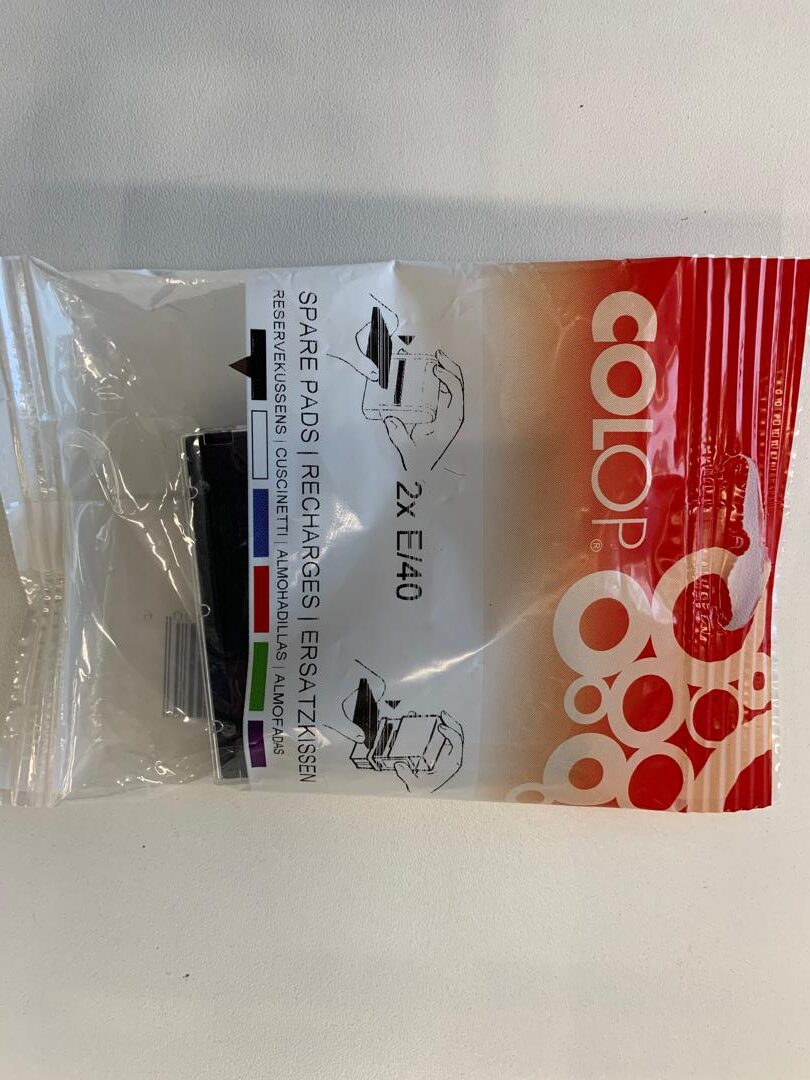 COLOP®
2x E/40
SPARE PADS | RECHARGES | ERSATZKISSEN
RESERVEKUSSENS | CUSCINETTI | ALMOHADILLAS | ALMOFADAS